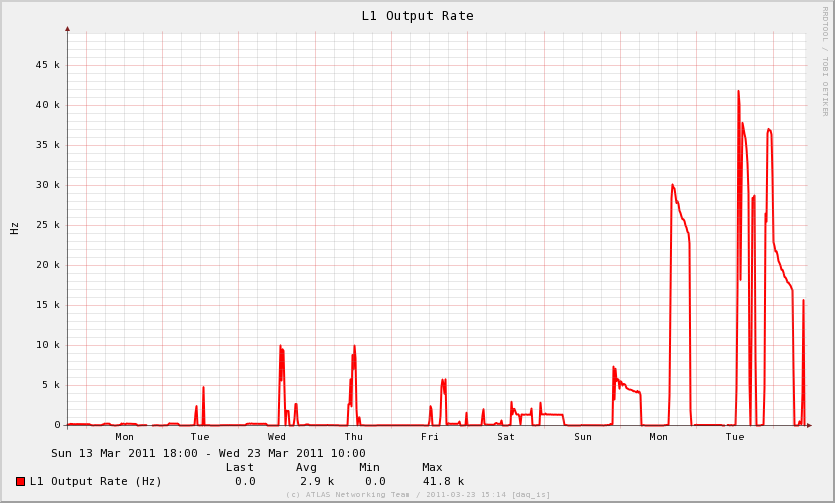 L1 Output Rate
RRDTOOL / TOBI OETIKER
Hz
45 k
40 k
35 k
30 k
25 k
20 k
15 k
10 k
5 k
0
Mon Tue Wed Thu Fri Sat Sun Mon Tue
Sun 13 Mar 2011 18:00 - Wed 23 Mar 2011 10:00
Last Avg Min Max
L1 Output Rate (Hz) 0.0 2.9 k 0.0 41.8 k
(c) ATLAS Networking Team / 2011-03-23 15:14 [daq_is]